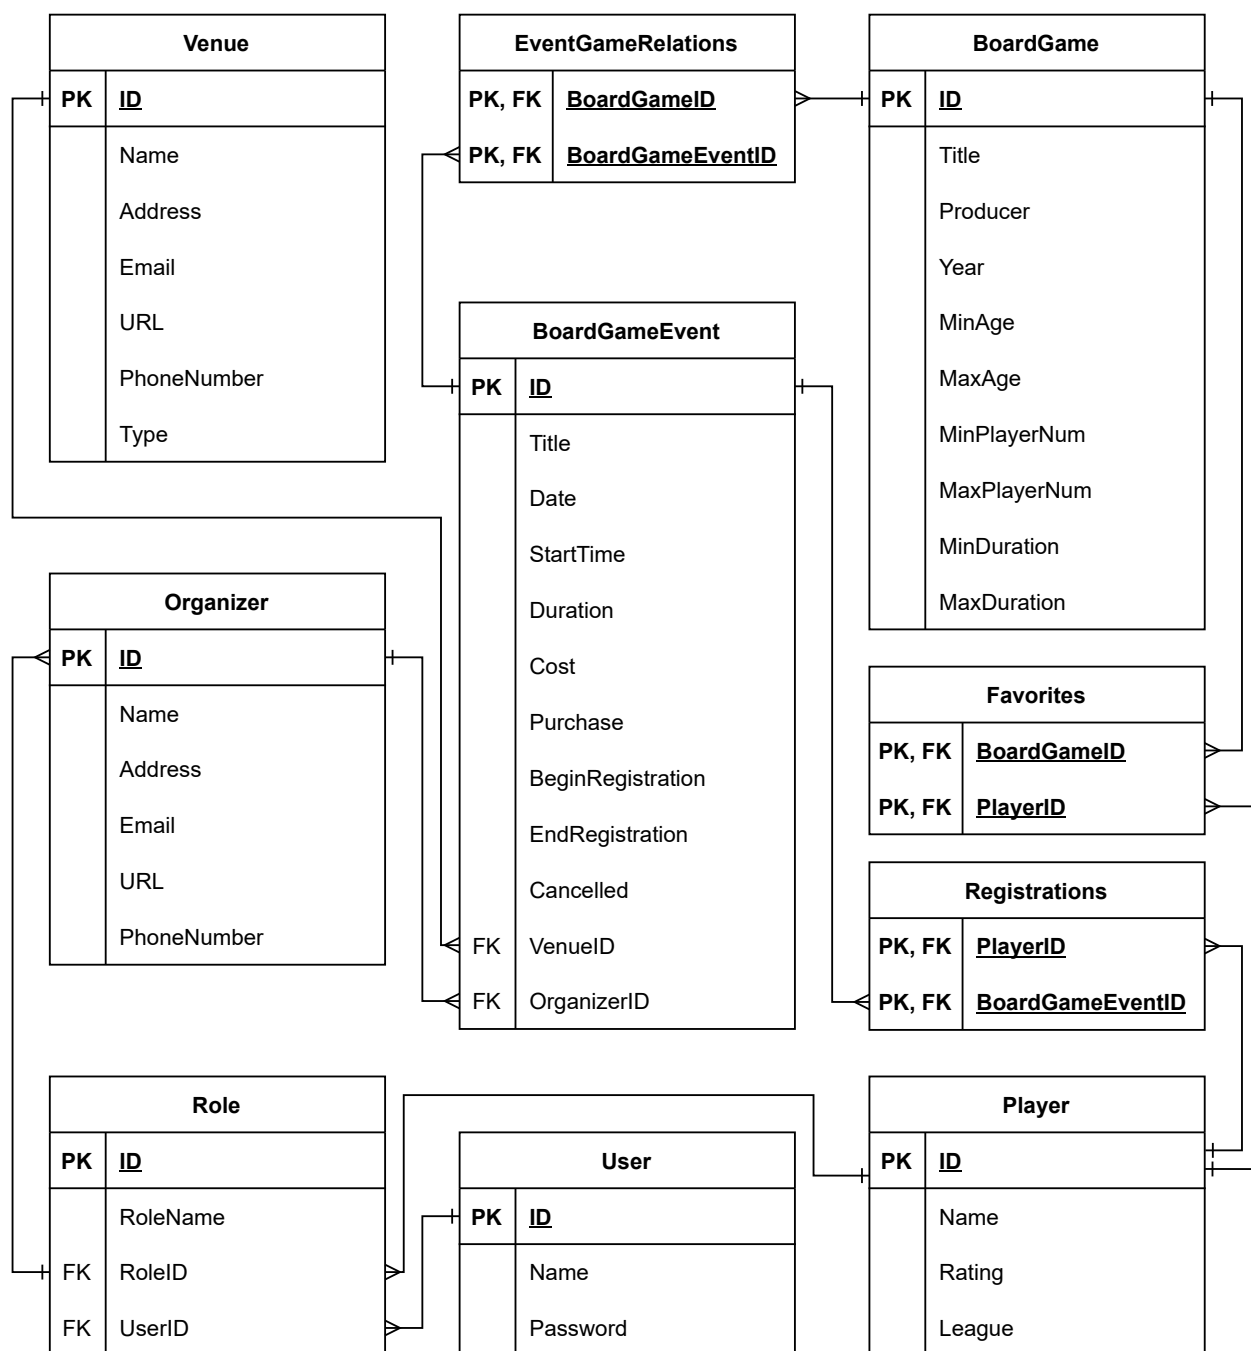 Venue
PK ID
Name
Address
Email
URL
PhoneNumber
Type
EventGameRelations
PK, FK BoardGameID
PK, FK BoardGameEventID
BoardGame
PK ID
Title
Producer
Year
MinAge
MaxAge
MinPlayerNum
MaxPlayerNum
MinDuration
MaxDuration
BoardGameEvent
PK ID
Title
Date
StartTime
Duration
Cost
Purchase
BeginRegistration
EndRegistration
Cancelled
FK VenueID
FK OrganizerID
Organizer
PK ID
Name
Address
Email
URL
PhoneNumber
Favorites
PK, FK BoardGameID
PK, FK PlayerID
Registrations
PK, FK PlayerID
PK, FK BoardGameEventID
Role
PK ID
RoleName
FK RoleID
FK UserID
User
PK ID
Name
Password
Player
PK ID
Name
Rating
League